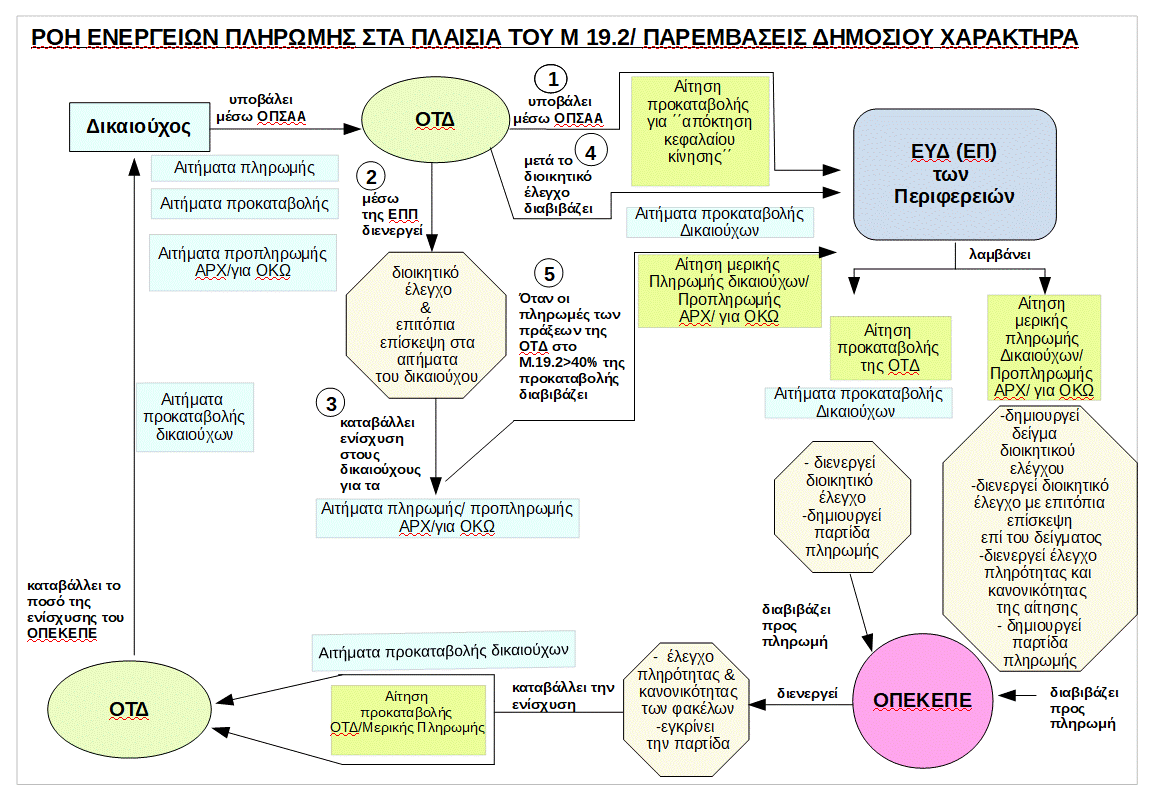 ΡΟΗ ΕΝΕΡΓΕΙΩΝ ΠΛΗΡΩΜΗΣ ΣΤΑ ΠΛΑΙΣΙΑ ΤΟΥ Μ 19.2/ ΠΑΡΕΜΒΑΣΕΙΣ ΔΗΜΟΣΙΟΥ ΧΑΡΑΚΤΗΡΑ
Δικαιούχος
υποβάλει
μέσω ΟΠΣΑΑ
ΟΤΔ
1
υποβάλει
μέσω ΟΠΣΑΑ
Αίτηση
προκαταβολής
για ΄΄απόκτηση
κεφαλαίου
κίνησης΄΄
ΕΥΔ (ΕΠ)
των
Περιφερειών
Αιτήματα πληρωμής
Αιτήματα προκαταβολής
Αιτήματα προπληρωμής
ΑΡΧ/για ΟΚΩ
2
μέσω
της ΕΠΠ
διενεργεί
4
μετά το
διοικητικό
έλεγχο
διαβιβάζει
Αιτήματα προκαταβολής
Δικαιούχων
διοικητικό
έλεγχο
&
επιτόπια
επίσκεψη στα
αιτήματα
του δικαιούχου
5
Όταν οι
πληρωμές των
πράξεων της
ΟΤΔ στο
Μ.19.2>40% της
προκαταβολής
διαβιβάζει
Αίτηση μερικής
Πληρωμής δικαιούχων/
Προπληρωμής
ΑΡΧ/ για ΟΚΩ
λαμβάνει
Αίτηση
προκαταβολής
της ΟΤΔ
Αιτήματα προκαταβολής
Δικαιούχων
Αίτηση
μερικής
πληρωμής
Δικαιούχων/
Προπληρωμής
ΑΡΧ/ για ΟΚΩ
Αιτήματα
προκαταβολής
δικαιούχων
3
καταβάλλει
ενίσχυση
στους
δικαιούχους
για τα
Αιτήματα πληρωμής/ προπληρωμής
ΑΡΧ/για ΟΚΩ
- διενεργεί
διοικητικό
έλεγχο
-δημιουργεί
παρτίδα
πληρωμής
-δημιουργεί
δείγμα
διοικητικού
ελέγχου
-διενεργεί διοικητικό
έλεγχο με επιτόπια
επίσκεψη
επί του δείγματος
-διενεργεί έλεγχο
πληρότητας και
κανονικότητας
της αίτησης
- δημιουργεί
παρτίδα
πληρωμής
καταβάλλει το
ποσό της
ενίσχυσης του
ΟΠΕΚΕΠΕ
διαβιβάζει
προς
πληρωμή
ΟΤΔ
Αιτήματα προκαταβολής δικαιούχων
Αίτηση
προκαταβολής
ΟΤΔ/Μερικής Πληρωμής
καταβάλλει την
ενίσχυση
- έλεγχο
πληρότητας &
κανονικότητας
των φακέλων
-εγκρίνει
την παρτίδα
διενεργεί
ΟΠΕΚΕΠΕ
διαβιβάζει
προς
πληρωμή